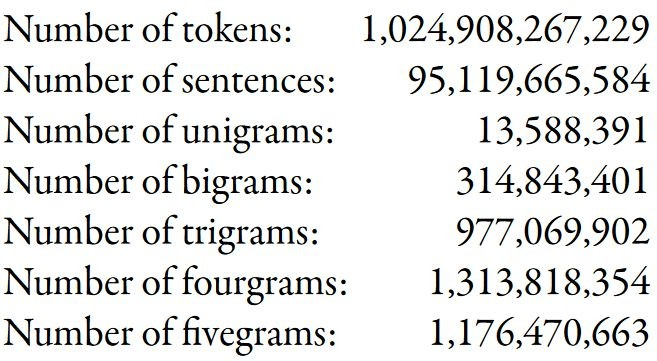 Number of tokens: 1,024,908,267,229
Number of sentences: 95,119,665,584
Number of unigrams: 13,588,391
Number of bigrams: 314,843,401
Number of trigrams: 977,069,902
Number of fourgrams: 1,313,818,354
Number of fivegrams: 1,176,470,663